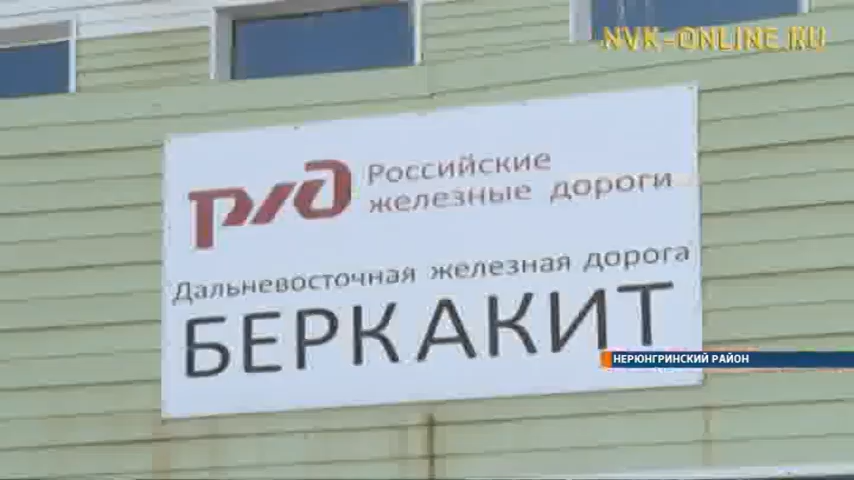 NVK-ONLINE.RU
РЖД Российские
железные дороги
Дальневосточная железная дорога
БЕРКАКИТ
НЕРЮНГРИНСКИЙ РАЙОН